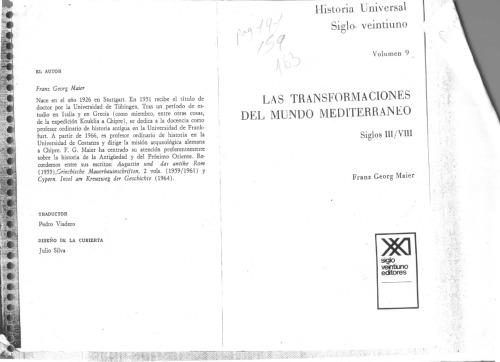 EL AUTOR
Franz Georg Maier
Nace en el año 1926 en Stuttgart. En 1951 recibe el título de
doctor por la Universidad de Tübingen. Tras un período de es-
tudio en Italia y en Grecia (como miembro, entre otras cosas,
de la expedición Kouklia a Chipre), se dedica a la docencia como
profesor ordinario de historia antigua en la Universidad de Frank-
furt. A partir de 1966, es profesor ordinario de historia en la
Universidad de Constanza y dirige la misión arqueológica alemana
a Chipre. F. G. Maier ha centrado su atención preferentemente
sobre la historia de la Antigüedad y del Próximo Oriente. Re-
cordemos entre sus escritos: Augustin und das antike Rom
(1955); Griechische Mauerbauinschriften, 2 vols. (1959/1961) y
Cypern. Insel am Kreuzweg der Geschichte (1964).
TRADUCTOR
Pedro Viadero
DISEÑO DE LA CUBIERTA
Julio Silva
Historia Universal
Siglo veintiuno
159
163
Volumen 9
LAS TRANSFORMACIONES
DEL MUNDO MEDITERRANEO
Siglos III/VIII
Franz Georg Maier
siglo
veintiuno
editores